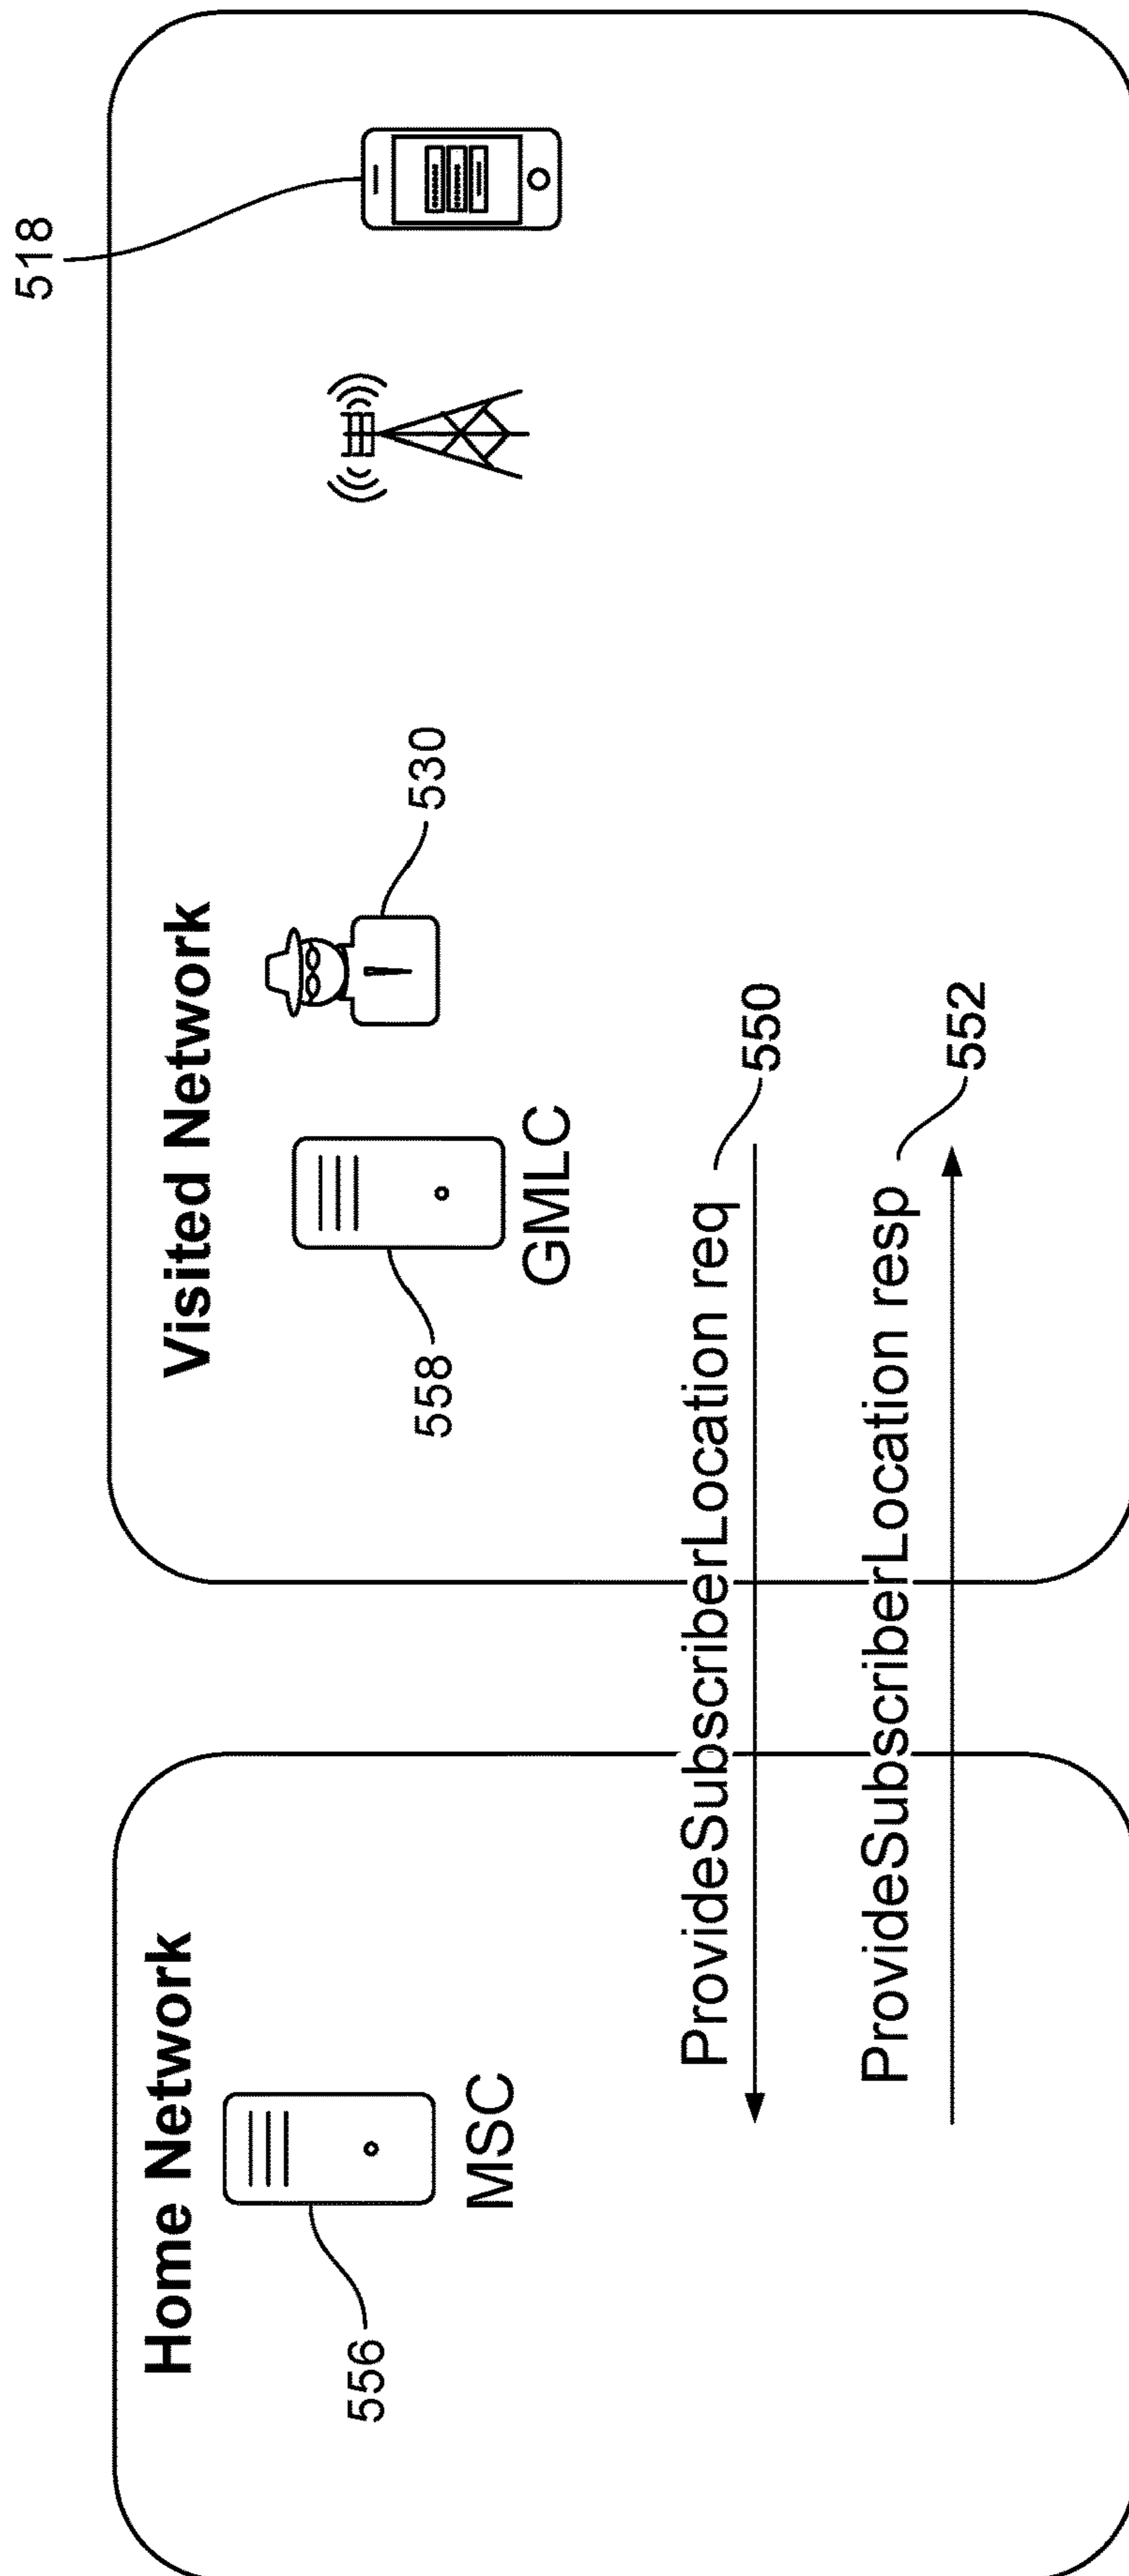 Home Network
Visited Network
518
530
556
MSC
558
GMLC
ProvideSubscriberLocation req
550
ProvideSubscriberLocation resp
552